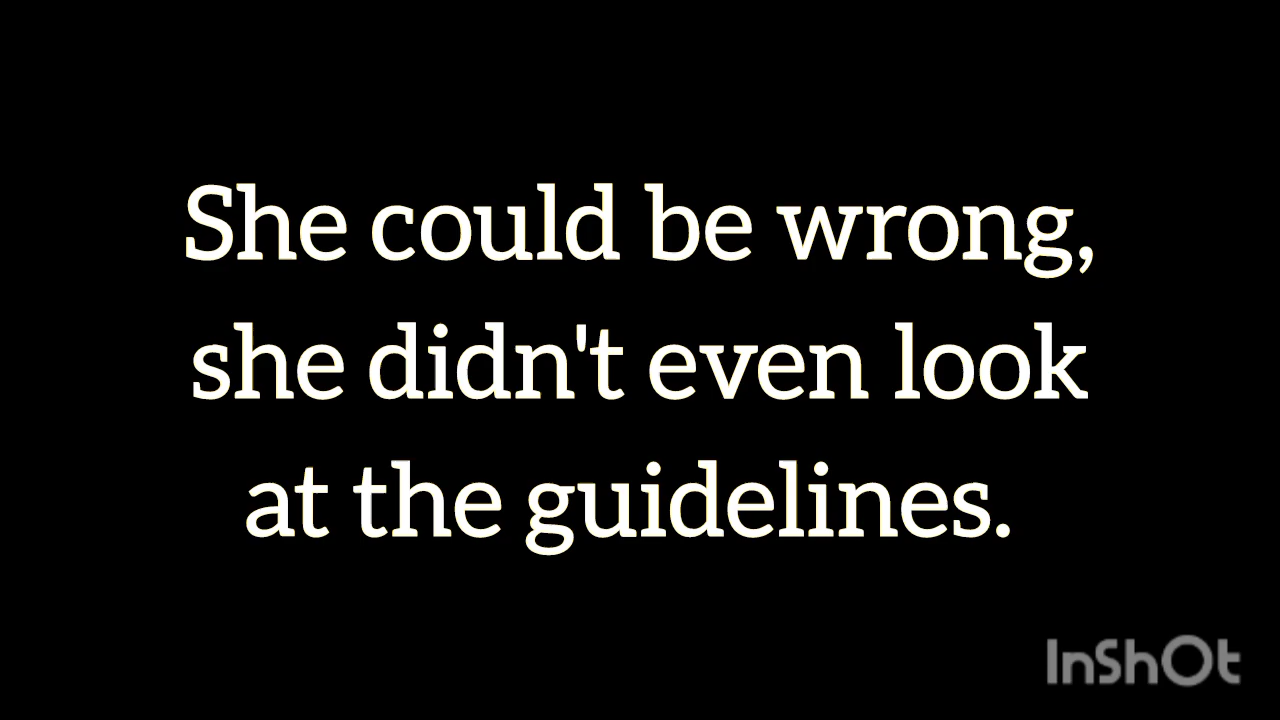 She could be wrong,
she didn't even look
at the guidelines.
InShOt